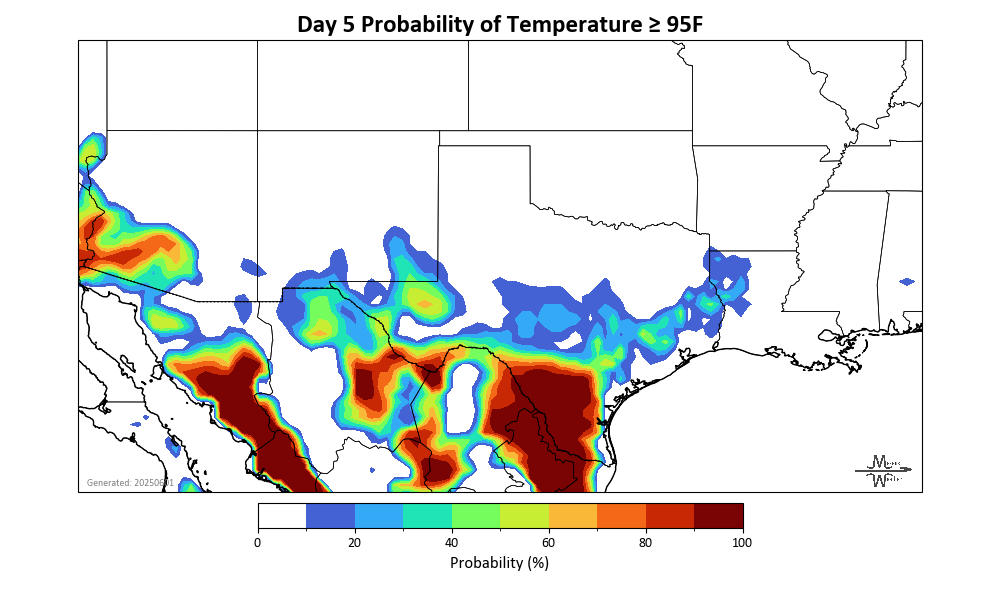 Day 5 Probability of Temperature ≥ 95F
Generated: 20250601
0 20 40 60 80 100
Probability (%)